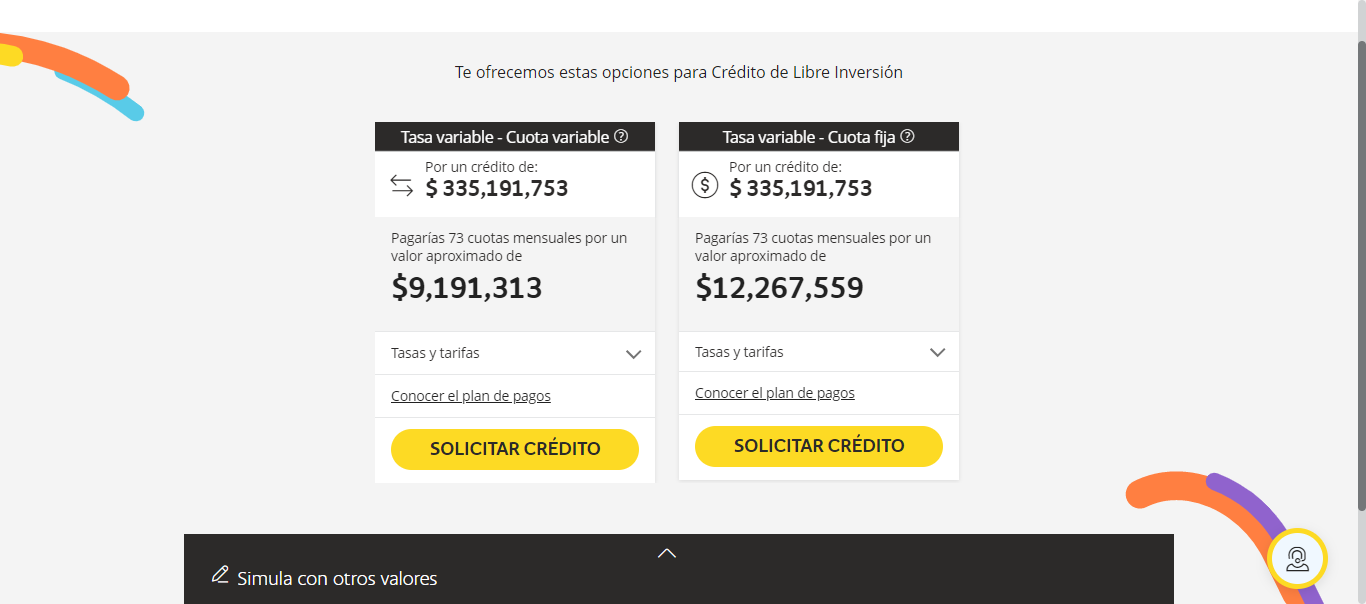 Te ofrecemos estas opciones para Crédito de Libre Inversión
Tasa variable - Cuota variable ?
Por un crédito de:
$ 335,191,753
Pagarías 73 cuotas mensuales por un
valor aproximado de
$9,191,313
Tasas y tarifas
Conocer el plan de pagos
SOLICITAR CRÉDITO
Tasa variable - Cuota fija ?
$
Por un crédito de:
$ 335,191,753
Pagarías 73 cuotas mensuales por un
valor aproximado de
$12,267,559
Tasas y tarifas
Conocer el plan de pagos
SOLICITAR CRÉDITO
Simula con otros valores